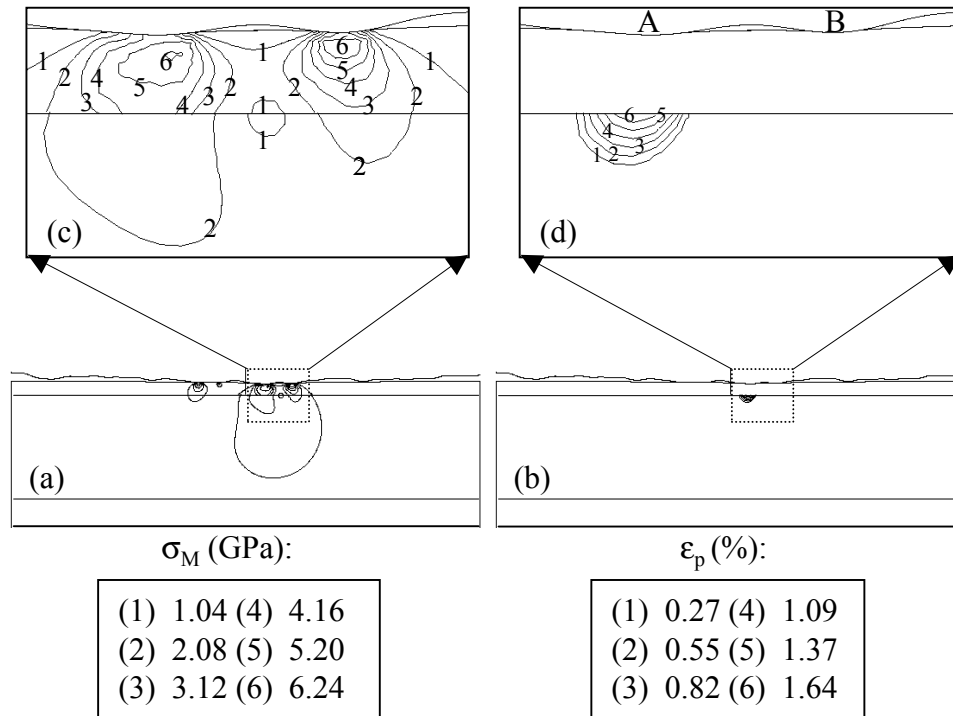 1 1 1
2 3 4 5 6 2 3 4 4 3 2 6 5 4 3 2
1
1
2
2
(c)
A B
6 5
4 3
1 2
(d)
(a)
(b)
σM (GPa):
εp (%):
(1) 1.04 (4) 4.16
(2) 2.08 (5) 5.20
(3) 3.12 (6) 6.24
(1) 0.27 (4) 1.09
(2) 0.55 (5) 1.37
(3) 0.82 (6) 1.64